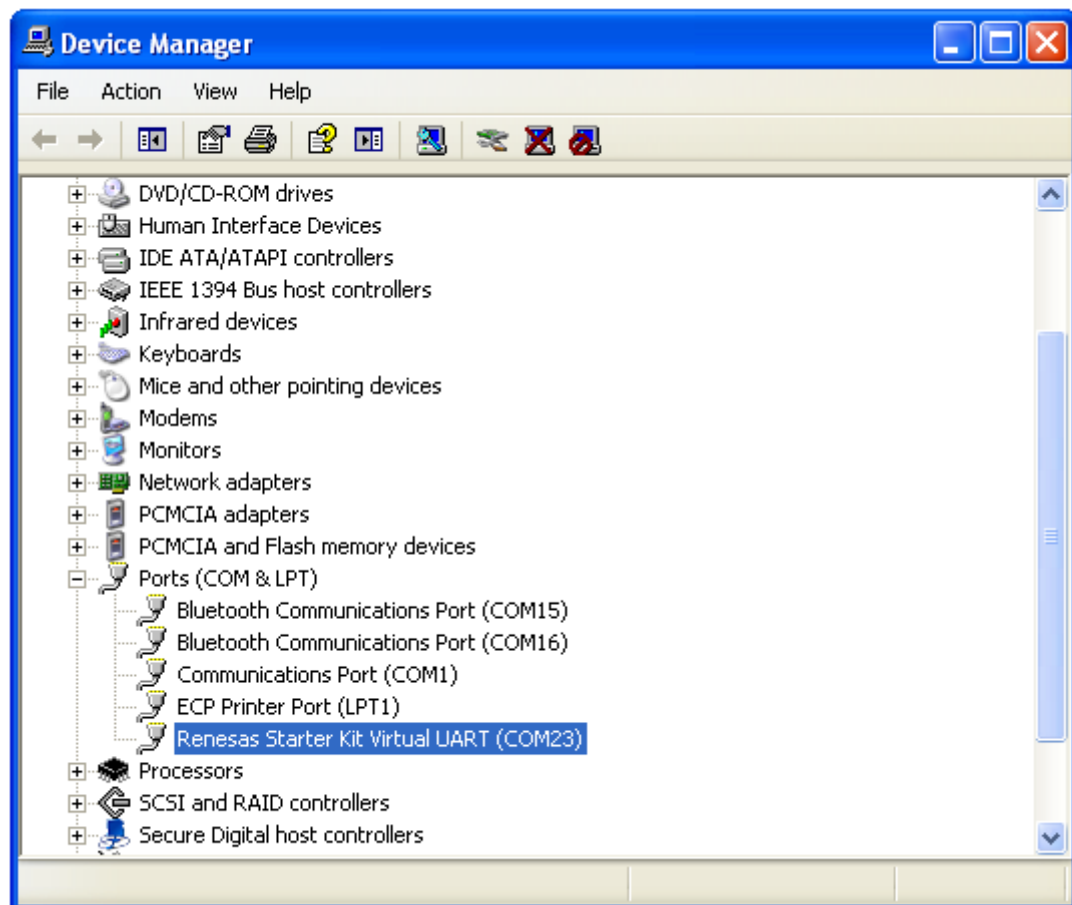 Device Manager
File Action View Help
DVD/CD-ROM drives
Human Interface Devices
IDE ATA/ATAPI controllers
IEEE 1394 Bus host controllers
Infrared devices
Keyboards
Mice and other pointing devices
Modems
Monitors
Network adapters
PCMCIA adapters
PCMCIA and Flash memory devices
Ports (COM & LPT)
Bluetooth Communications Port (COM15)
Bluetooth Communications Port (COM16)
Communications Port (COM1)
ECP Printer Port (LPT1)
Renesas Starter Kit Virtual UART (COM23)
Processors
SCSI and RAID controllers
Secure Digital host controllers